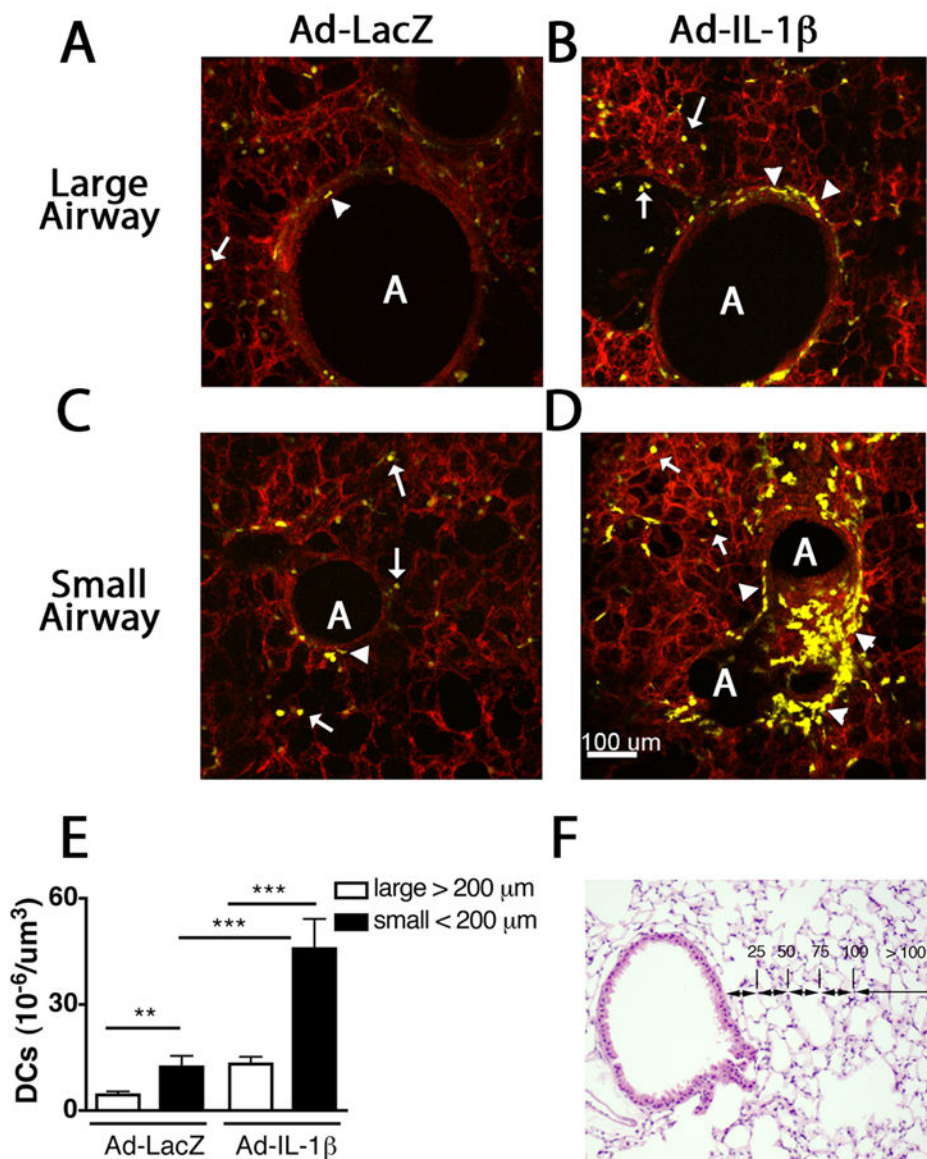 A
Ad-LacZ
B
Ad-IL-1β
Large
Airway
A
A
C
D
Small
Airway
A
A
A
100 um
E
F
large > 200 μm
small < 200 μm
DCs (10⁻⁶/um³)
60
30
0
**
***
***
Ad-LacZ
Ad-IL-1β
25 50 75 100 >100